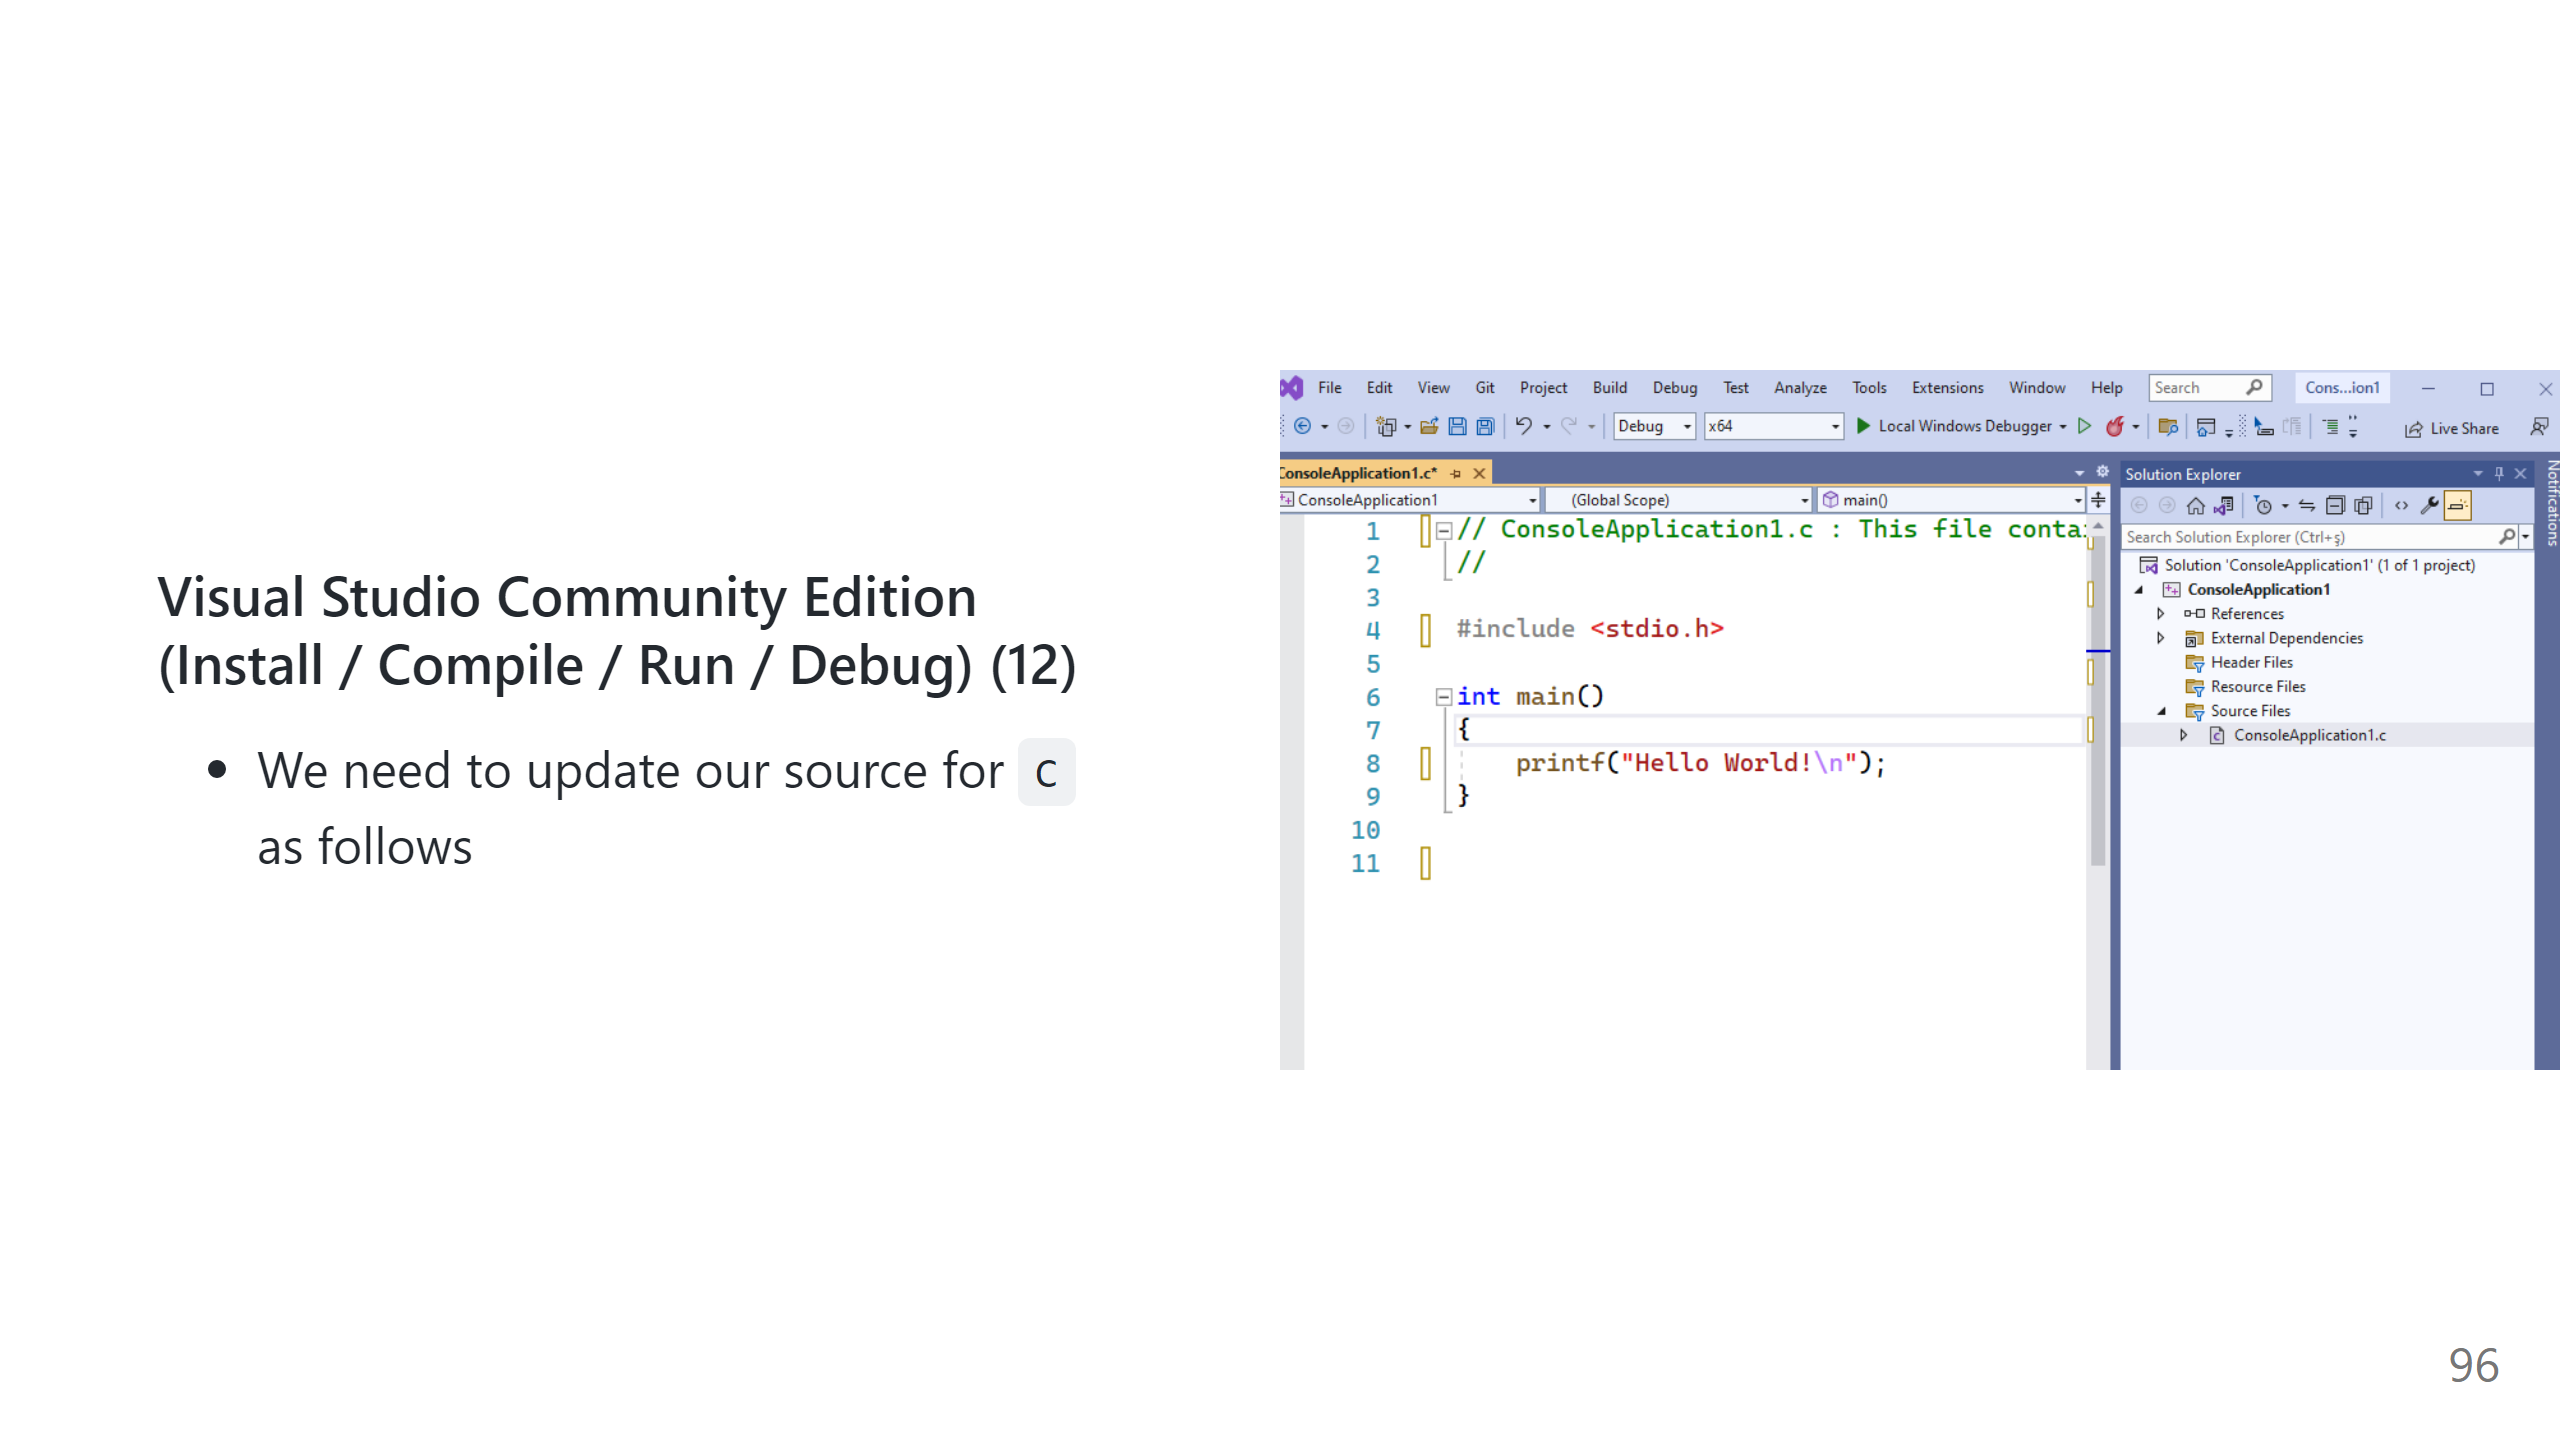 Visual Studio Community Edition
(Install / Compile / Run / Debug) (12)
• We need to update our source for c
as follows
File Edit View Git Project Build Debug Test Analyze Tools Extensions Window Help Search Cons...ion1
Debug x64 Local Windows Debugger Live Share
ConsoleApplication1.c*
ConsoleApplication1 (Global Scope) main()
1 // ConsoleApplication1.c : This file contai
2 //
3
4 #include <stdio.h>
5
6 int main()
7 {
8 printf("Hello World!\n");
9 }
10
11
Solution Explorer
Search Solution Explorer (Ctrl+ş)
Solution 'ConsoleApplication1' (1 of 1 project)
ConsoleApplication1
References
External Dependencies
Header Files
Resource Files
Source Files
ConsoleApplication1.c
Notifications
96